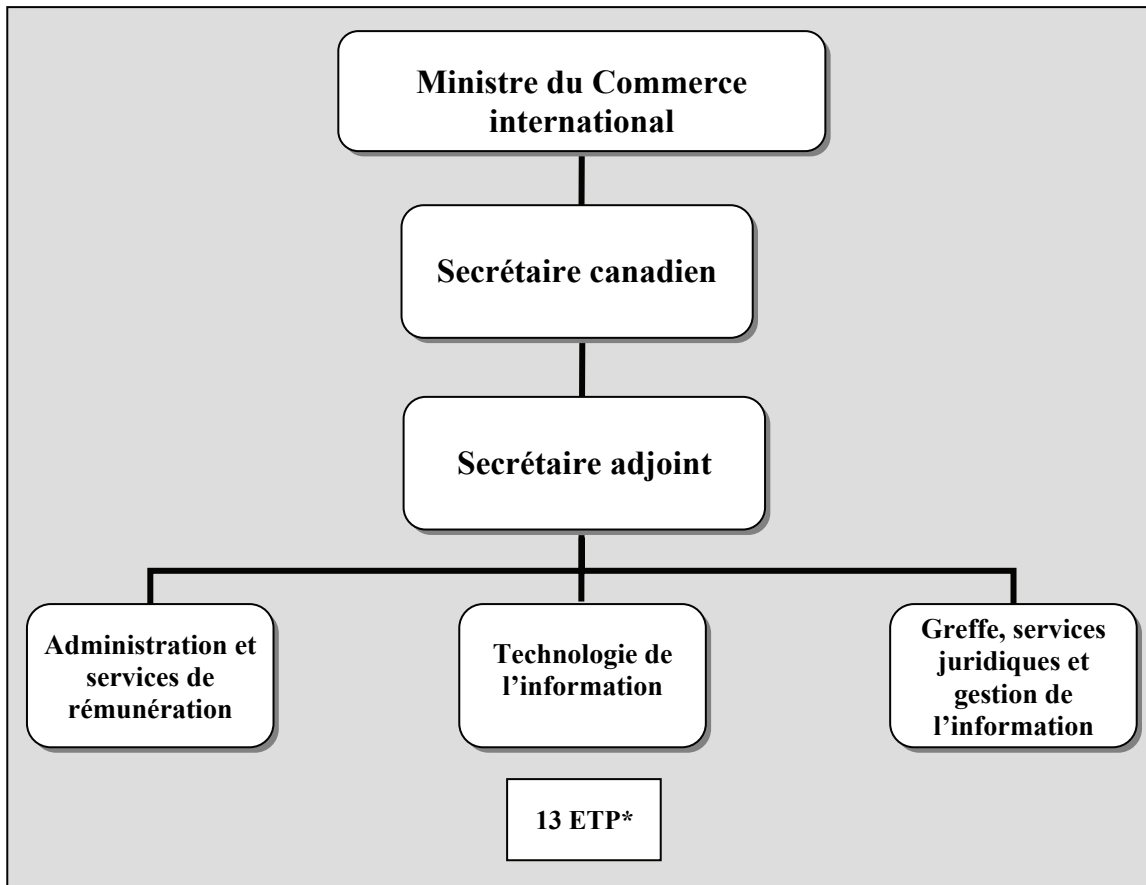 Ministre du Commerce
international
Secrétaire canadien
Secrétaire adjoint
Administration et
services de
rémunération
Technologie de
l’information
Greffe, services
juridiques et
gestion de
l’information
13 ETP*